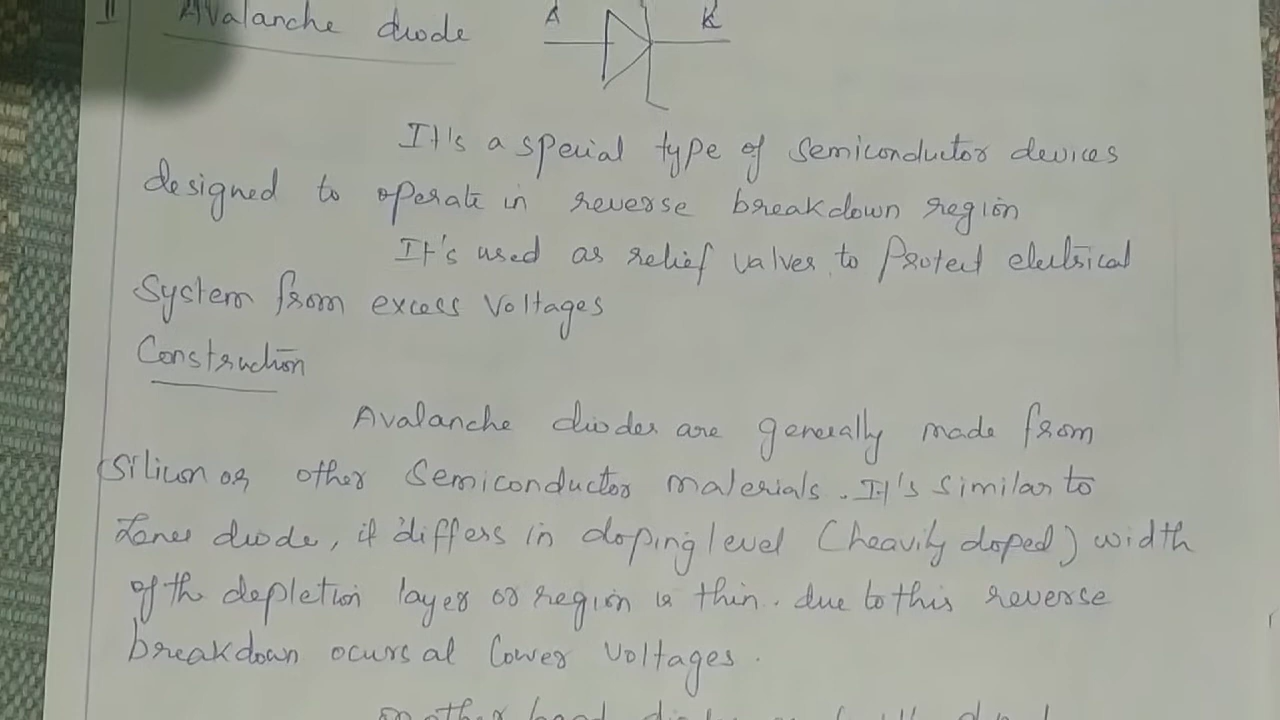 II Avalanche diode A K
It's a special type of Semiconductor devices
designed to operate in reverse breakdown region
It's used as relief valves to Protect electrical
System from excess Voltages
Construction
Avalanche diodes are generally made from
Silicon or other Semiconductor materials. It's similar to
Zener diode, it differs in doping level (heavily doped) width
of the depletion layer or region is thin. due to this reverse
breakdown ocurs at lower Voltages.